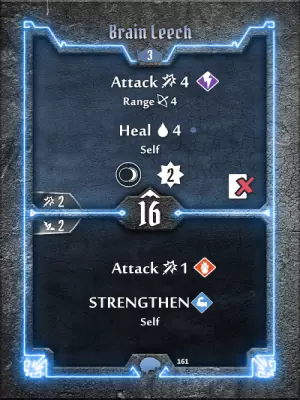 Brain Leech
3
Attack 4
Range 4
Heal 4
Self
2
2
16
2
Attack 1
STRENGTHEN
Self
161